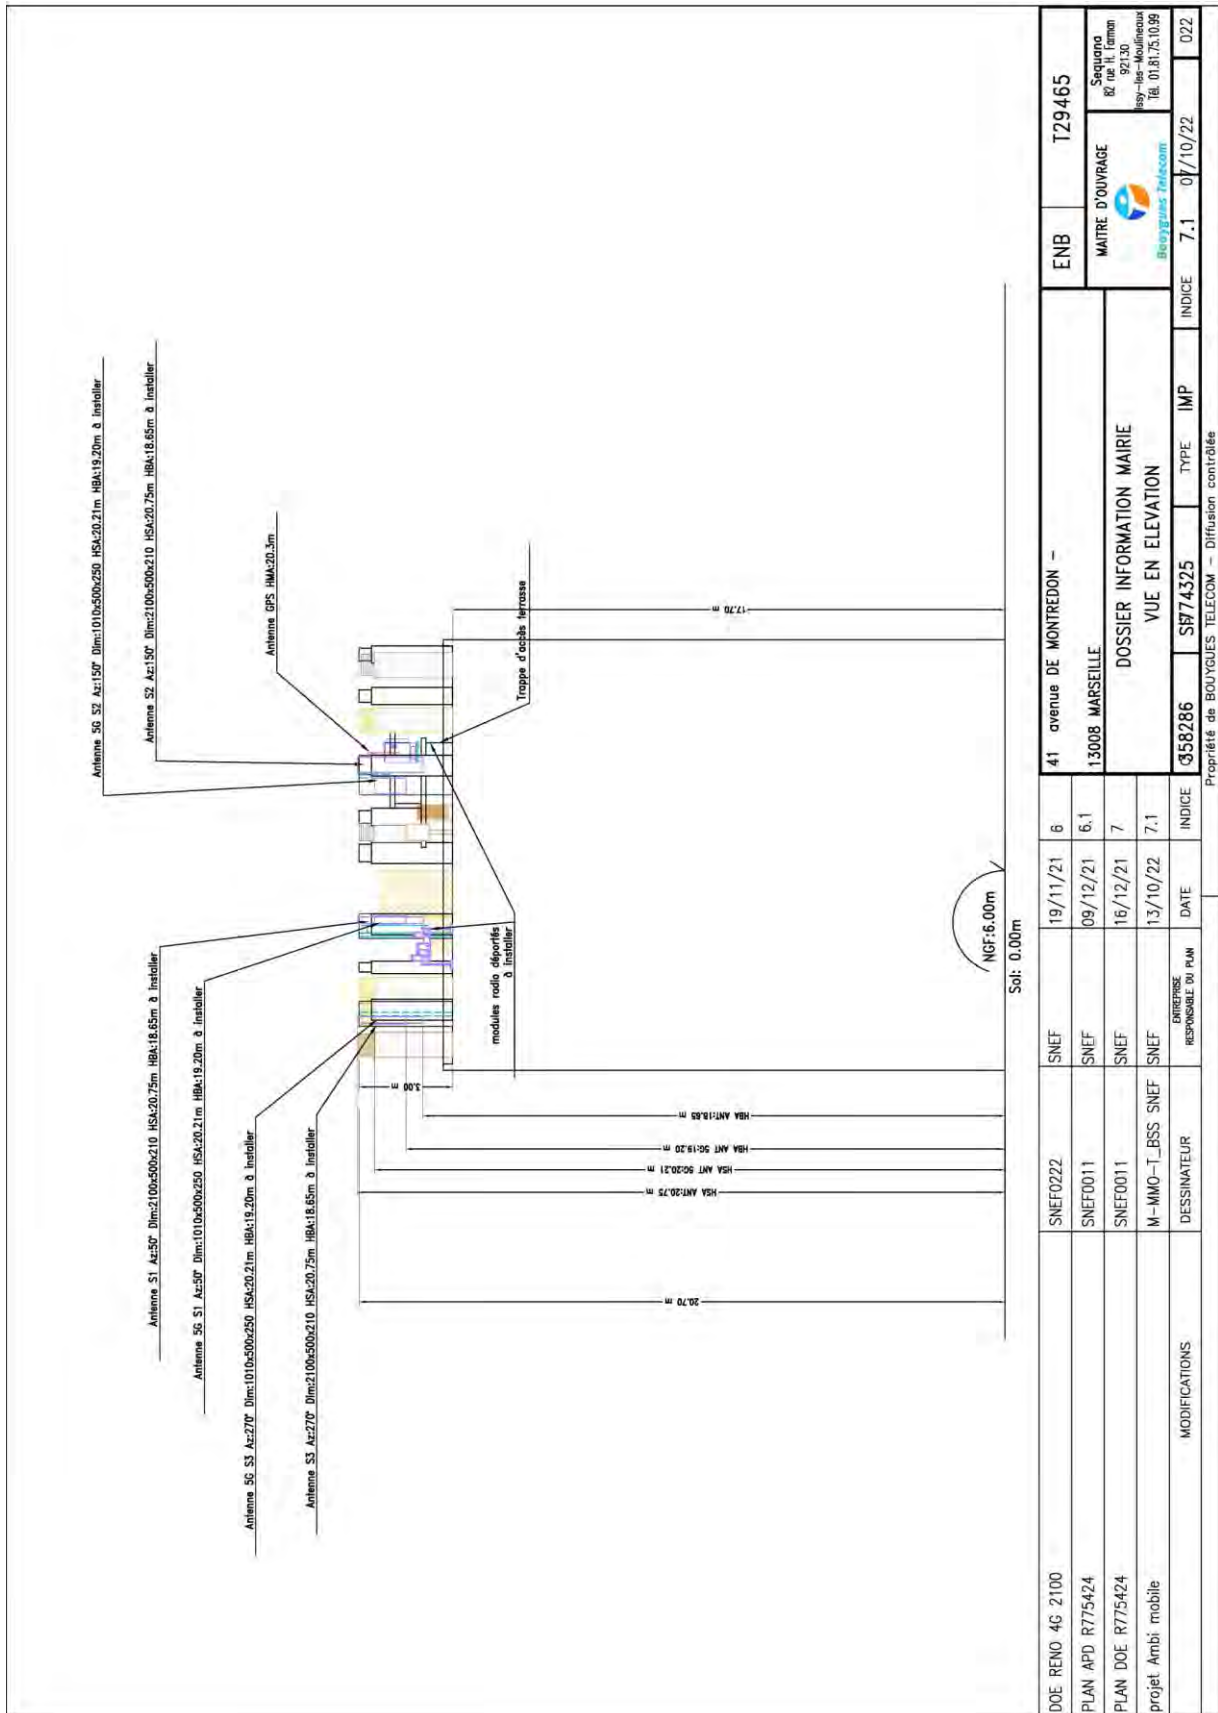 Antenne 5G S2 Az:150° Dim:1010x500x250 HSA:20.21m HBA:19.20m à installer
Antenne S2 Az:150° Dim:2100x500x210 HSA:20.75m HBA:18.65m à installer
Antenne S1 Az:50° Dim:2100x500x210 HSA:20.75m HBA:18.65m à installer
Antenne 5G S1 Az:50° Dim:1010x500x250 HSA:20.21m HBA:19.20m à installer
Antenne 5G S3 Az:270° Dim:1010x500x250 HSA:20.21m HBA:19.20m à installer
Antenne S3 Az:270° Dim:2100x500x210 HSA:20.75m HBA:18.65m à installer
Antenne GPS HMA:20.3m
Trappe d'accès terrasse
modules radio déportés
à installer
3.00 m
17.70 m
HBA ANT:18.65 m
HBA ANT 5G:19.20 m
HSA ANT 5G:20.21 m
HSA ANT:20.75 m
20.70 m
NGF:6.00m
Sol: 0.00m
DOE RENO 4G 2100 SNEF0222 SNEF 19/11/21 6
PLAN APD R775424 SNEF0011 SNEF 09/12/21 6.1
PLAN DOE R775424 SNEF0011 SNEF 16/12/21 7
projet Ambi mobile M-MMO-T_BSS SNEF SNEF 13/10/22 7.1
MODIFICATIONS DESSINATEUR ENTREPRISE
RESPONSABLE DU PLAN DATE INDICE
41 avenue DE MONTREDON -
13008 MARSEILLE
ENB T29465
DOSSIER INFORMATION MAIRIE
VUE EN ELEVATION
MAITRE D'OUVRAGE
Bouygues Telecom
Sequana
82 rue H. Farman
92130
Issy-les-Moulineaux
Tél. 01.81.75.10.99
358286 774325 TYPE IMP INDICE 7.1 07/10/22 022
Propriété de BOUYGUES TELECOM - Diffusion contrôlée